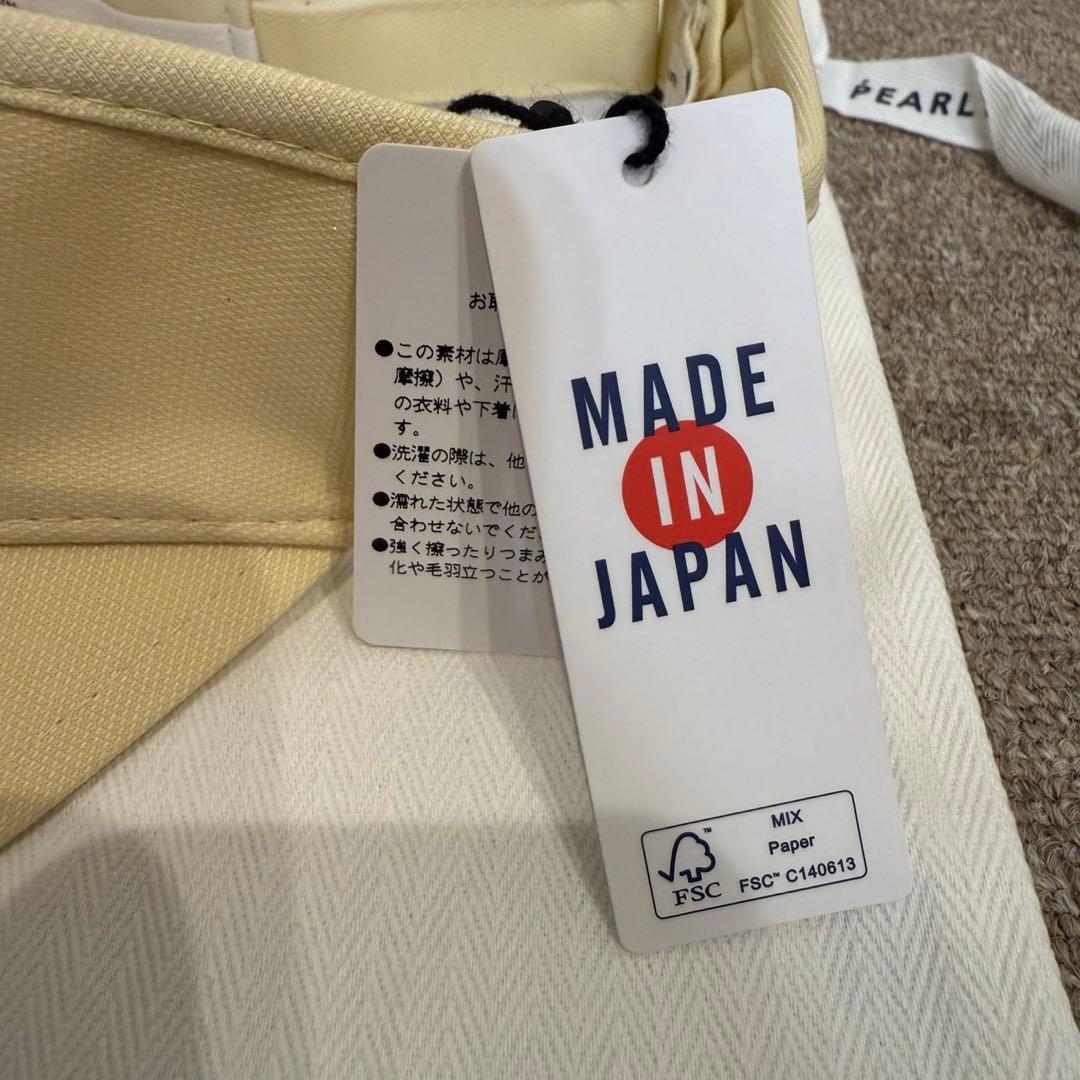 PEARL
お取
●この素材は摩
摩擦）や、汗
の衣料や下着に
す。
●洗濯の際は、他
ください。
●濡れた状態で他の
合わせないでくだ
●強く擦ったりつまみ
化や毛羽立つことが
MADE
IN
JAPAN
MIX
Paper
FSC™ C140613
™
FSC